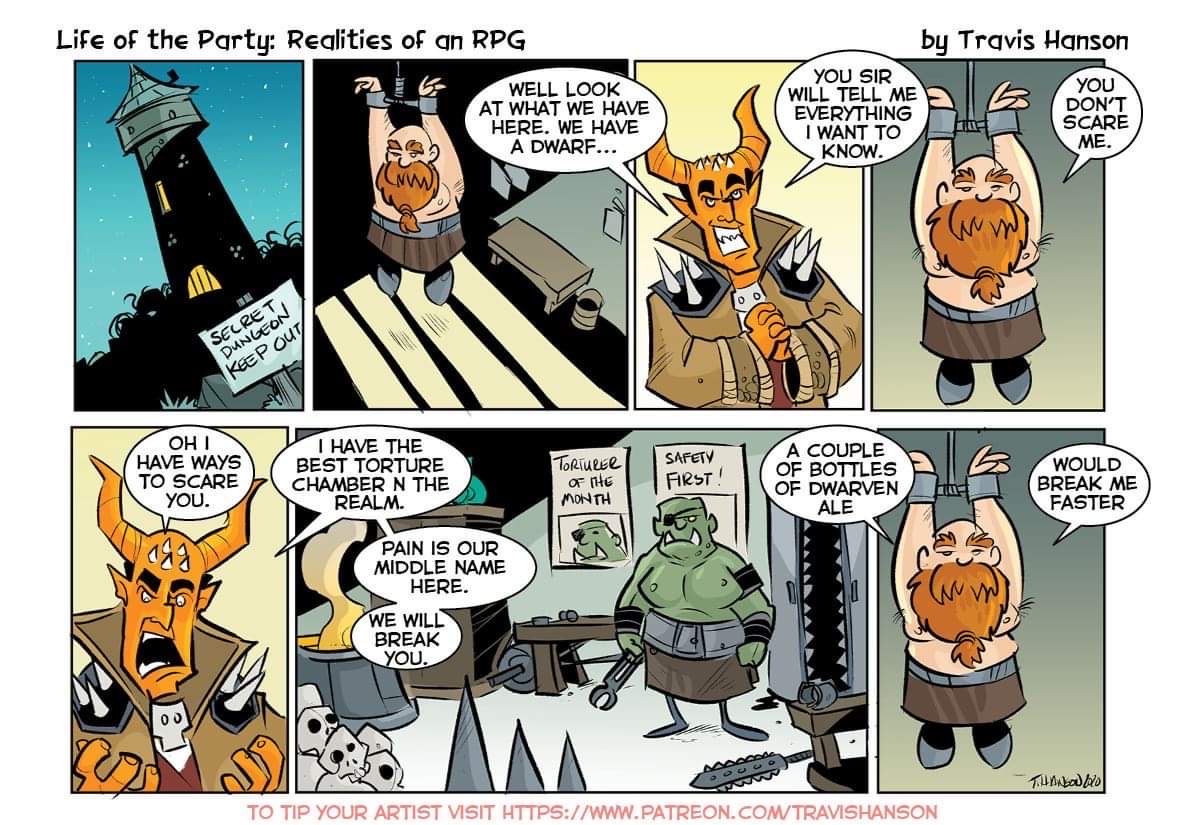 Life of the Party: Realities of an RPG
by Travis Hanson
SECRET
DUNGEON
KEEP OUT
WELL LOOK
AT WHAT WE HAVE
HERE. WE HAVE
A DWARF...
YOU SIR
WILL TELL ME
EVERYTHING
I WANT TO
KNOW.
YOU
DON'T
SCARE
ME.
OH I
HAVE WAYS
TO SCARE
YOU.
I HAVE THE
BEST TORTURE
CHAMBER N THE
REALM.
PAIN IS OUR
MIDDLE NAME
HERE.
WE WILL
BREAK
YOU.
TORTURER
OF THE
MONTH
SAFETY
FIRST!
A COUPLE
OF BOTTLES
OF DWARVEN
ALE
WOULD
BREAK ME
FASTER
T.HANSON 2020
TO TIP YOUR ARTIST VISIT HTTPS://WWW.PATREON.COM/TRAVISHANSON